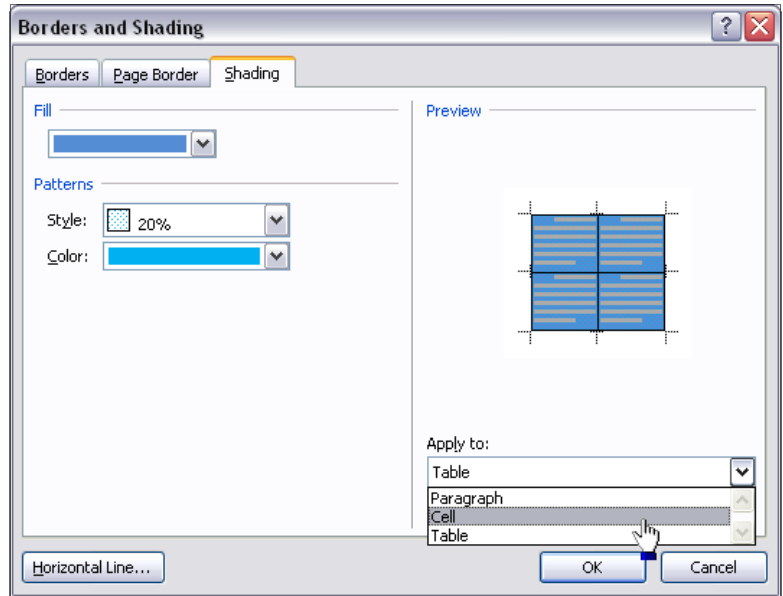 Borders and Shading
Borders Page Border Shading
Fill
Patterns
Style: 20%
Color:
Preview
Apply to:
Table
Paragraph
Cell
Table
Horizontal Line...
OK Cancel